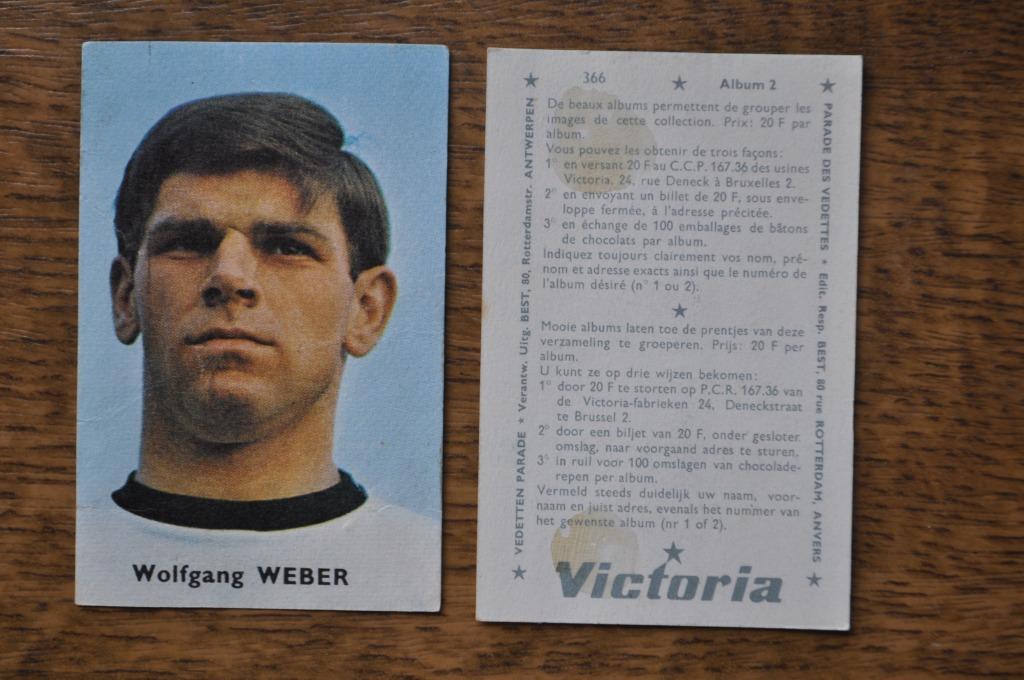 Wolfgang WEBER
366 ★ Album 2
De beaux albums permettent de grouper les
images de cette collection. Prix: 20 F par
album.
Vous pouvez les obtenir de trois façons:
1° en versant 20 F au C.C.P. 167.36 des usines
Victoria, 24, rue Deneck à Bruxelles 2.
2° en envoyant un billet de 20 F, sous enve-
loppe fermée, à l'adresse précitée.
3° en échange de 100 emballages de bâtons
de chocolats par album.
Indiquez toujours clairement vos nom, pré-
nom et adresse exacts ainsi que le numéro de
l'album désiré (n° 1 ou 2).
★
Mooie albums laten toe de prentjes van deze
verzameling te groeperen. Prijs: 20 F per
album.
U kunt ze op drie wijzen bekomen:
1° door 20 F te storten op P.C.R. 167.36 van
de Victoria-fabrieken 24, Deneckstraat
te Brussel 2.
2° door een biljet van 20 F, onder gesloten
omslag, naar voorgaand adres te sturen.
3° in ruil voor 100 omslagen van chocolade-
repen per album.
Vermeld steeds duidelijk uw naam, voor-
naam en juist adres, evenals het nummer van
het gewenste album (nr 1 of 2).
★
Victoria
★ VEDETTEN PARADE ★ Verantw. Uitg. BEST, 80, Rotterdamstr. ANTWERPEN ★
★ PARADE DES VEDETTES ★ Edit. Resp. BEST, 80 rue ROTTERDAM, ANVERS ★